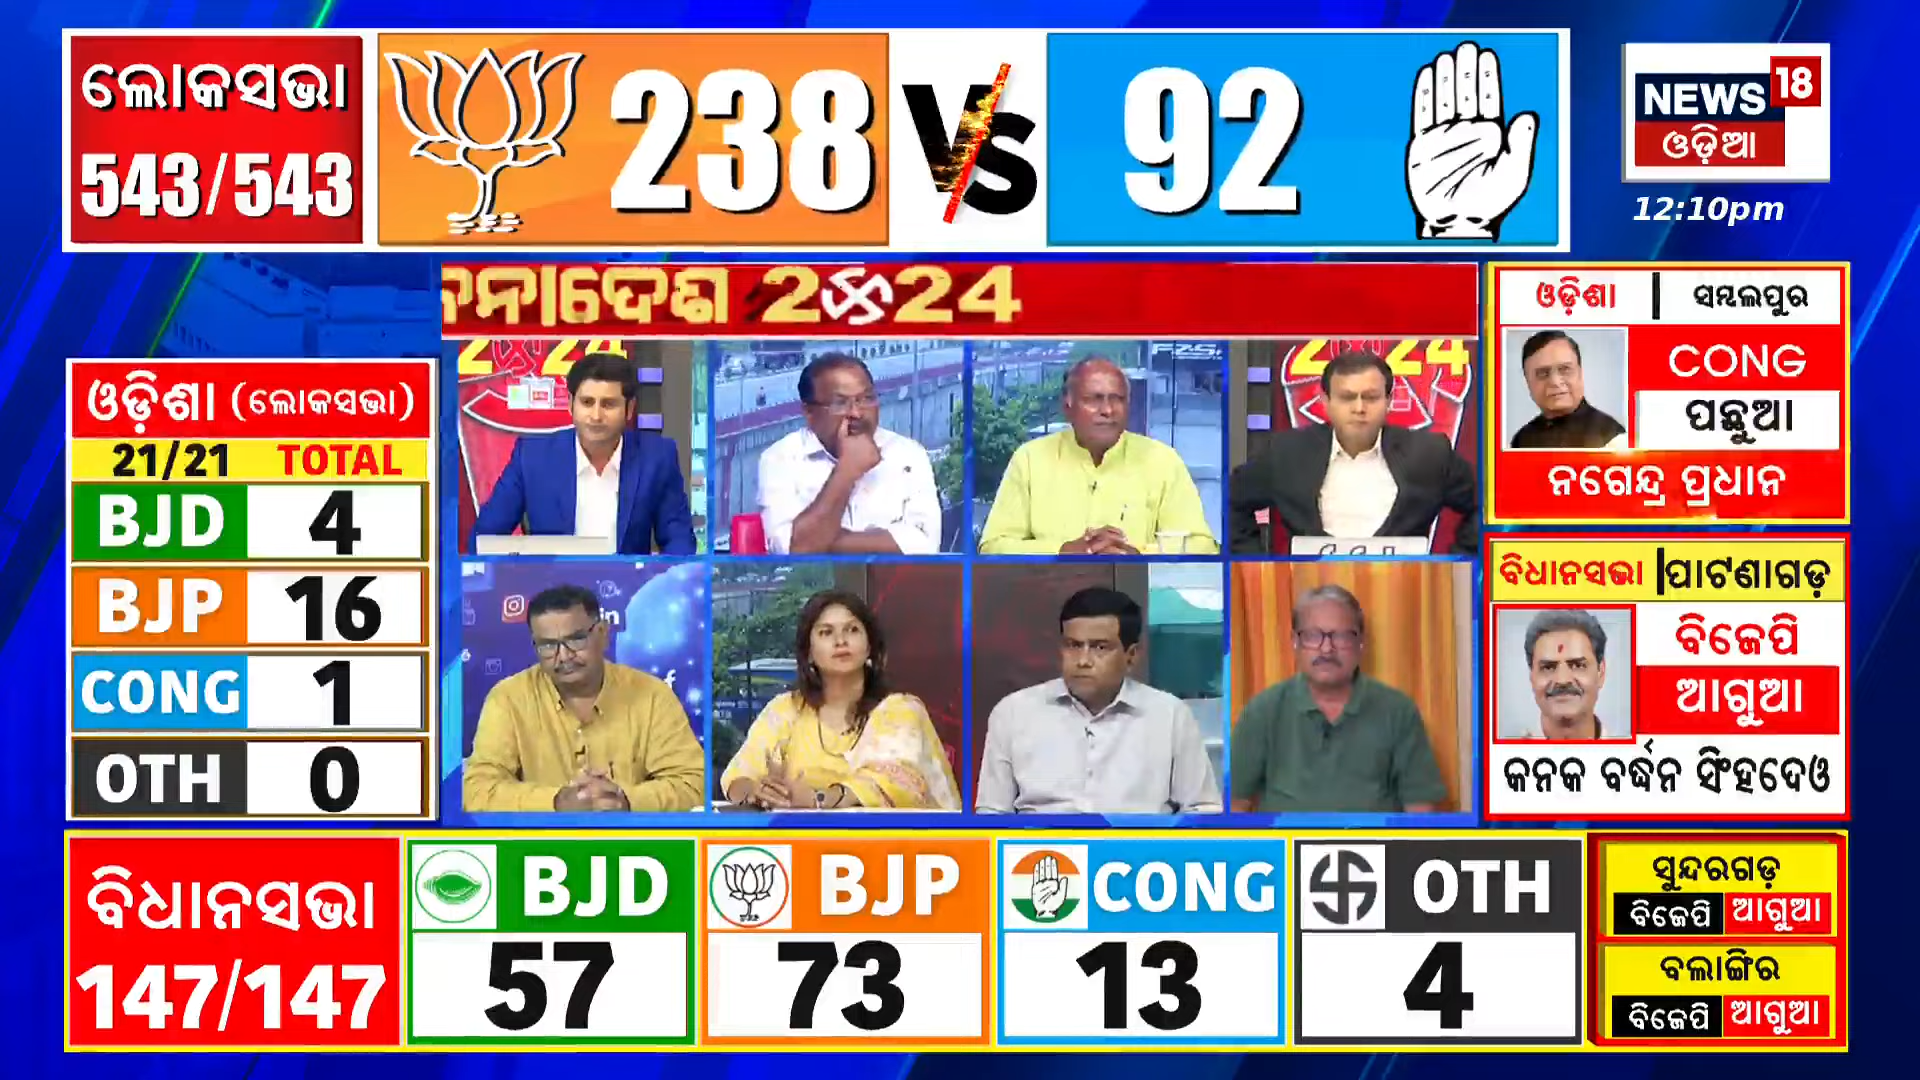 ଲୋକସଭା
543/543
238
VS
92
NEWS 18
ଓଡ଼ିଆ
12:10pm
ଜନାଦେଶ 2024
ଓଡ଼ିଶା | ସମ୍ବଲପୁର
CONG
ପଛୁଆ
ନଗେନ୍ଦ୍ର ପ୍ରଧାନ
ଓଡ଼ିଶା (ଲୋକସଭା)
21/21 TOTAL
BJD 4
BJP 16
CONG 1
OTH 0
ବିଧାନସଭା | ପାଟଣାଗଡ଼
ବିଜେପି
ଆଗୁଆ
କନକ ବର୍ଦ୍ଧନ ସିଂହଦେଓ
ବିଧାନସଭା
147/147
BJD
57
BJP
73
CONG
13
OTH
4
ସୁନ୍ଦରଗଡ଼
ବିଜେପି ଆଗୁଆ
ବଲାଙ୍ଗିର
ବିଜେପି ଆଗୁଆ